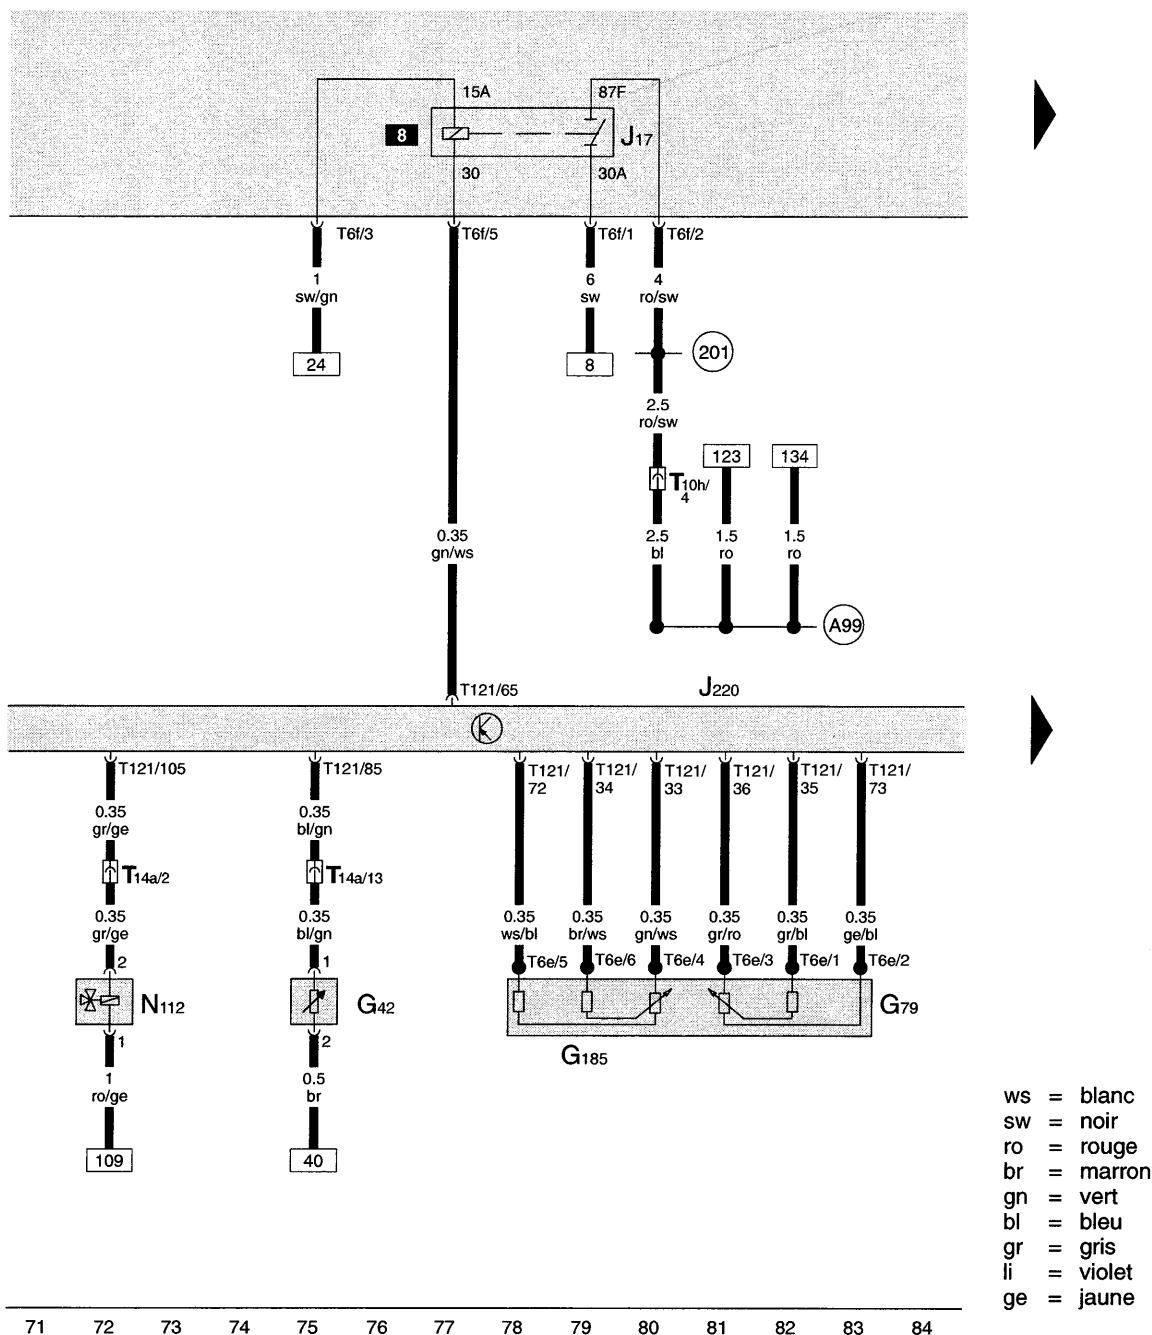 15A 87F
8
J17
30 30A
T6f/3 T6f/5 T6f/1 T6f/2
1 6 4
sw/gn sw ro/sw
24 8 201
2.5
ro/sw
123 134
T10h/
4
0.35 2.5 1.5 1.5
gn/ws bl ro ro
A99
T121/65 J220
T121/105 T121/85 T121/ T121/ T121/ T121/ T121/ T121/
72 34 33 36 35 73
0.35 0.35
gr/ge bl/gn
T14a/2 T14a/13
0.35 0.35 0.35 0.35 0.35 0.35 0.35 0.35
gr/ge bl/gn ws/bl br/ws gn/ws gr/ro gr/bl ge/bl
2 1 T6e/5 T6e/6 T6e/4 T6e/3 T6e/1 T6e/2
N112 G42 G79
1 2
G185
1 0.5
ro/ge br
109 40
ws = blanc
sw = noir
ro = rouge
br = marron
gn = vert
bl = bleu
gr = gris
li = violet
ge = jaune
71 72 73 74 75 76 77 78 79 80 81 82 83 84